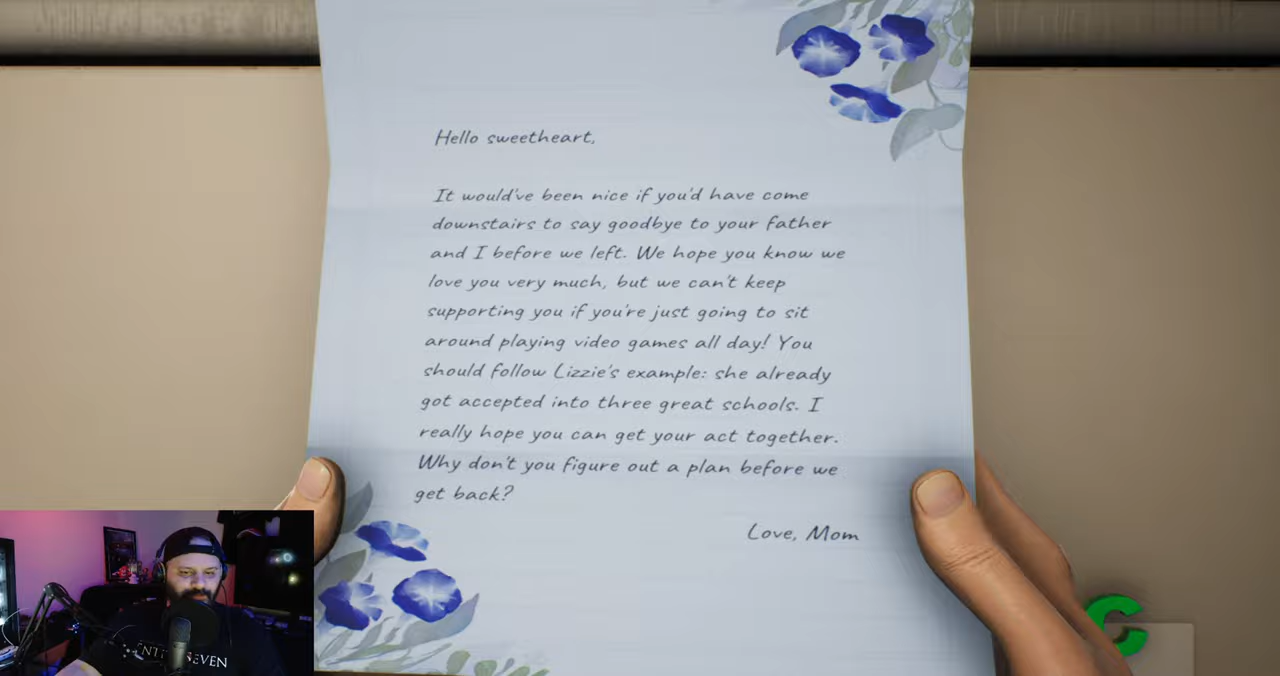 Hello sweetheart,
It would've been nice if you'd have come
downstairs to say goodbye to your father
and I before we left. We hope you know we
love you very much, but we can't keep
supporting you if you're just going to sit
around playing video games all day! You
should follow Lizzie's example: she already
got accepted into three great schools. I
really hope you can get your act together.
Why don't you figure out a plan before we
get back?
Love, Mom
C